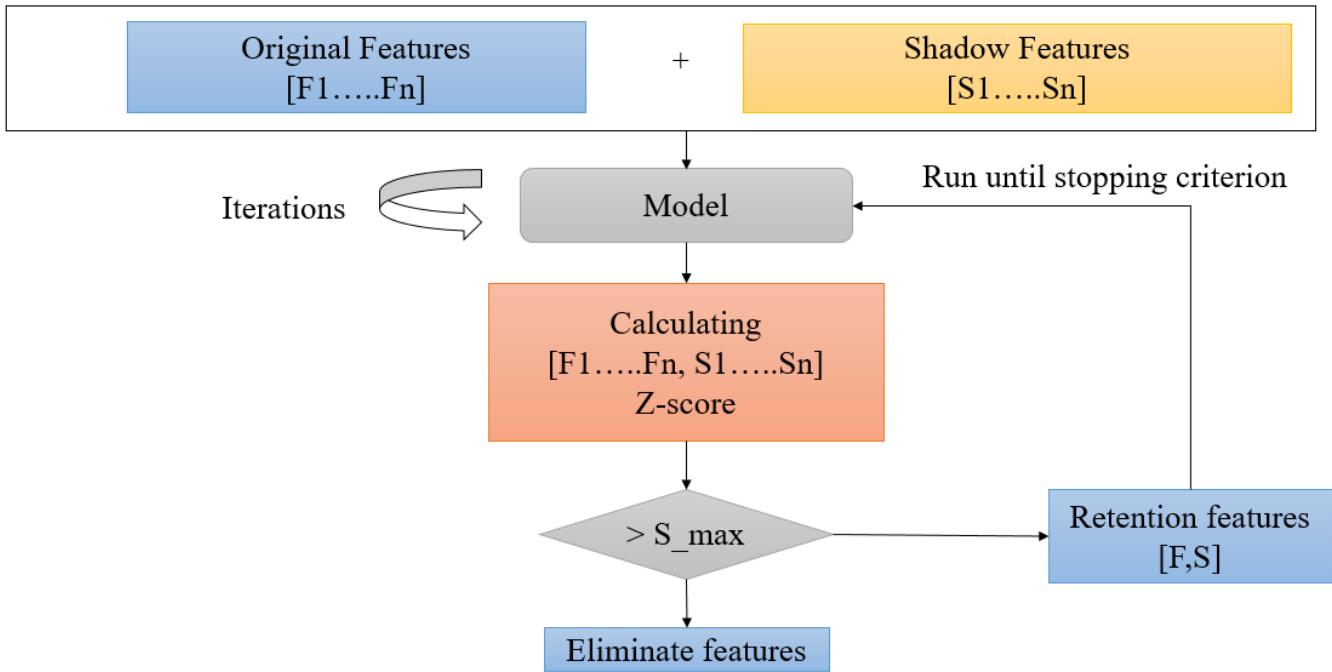 Original Features
[F1…..Fn]
+
Shadow Features
[S1…..Sn]
Iterations
Model
Run until stopping criterion
Calculating
[F1…..Fn, S1…..Sn]
Z-score
> S_max
Retention features
[F,S]
Eliminate features